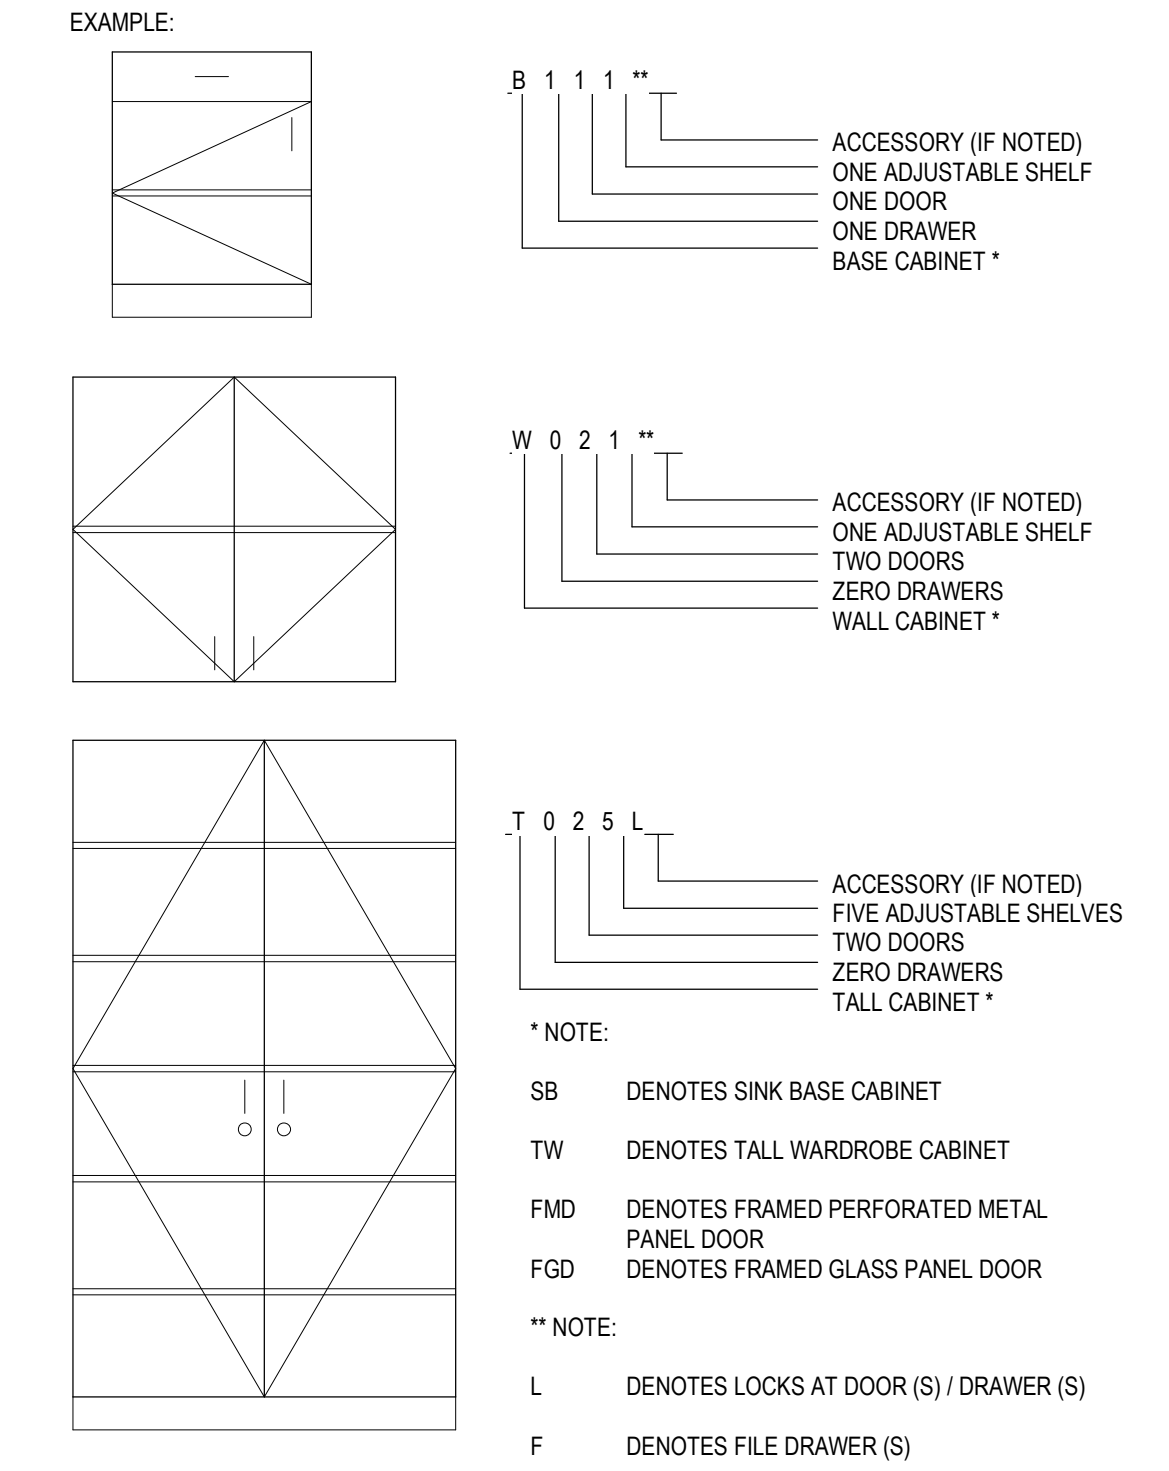 EXAMPLE:
B 1 1 1 **
ACCESSORY (IF NOTED)
ONE ADJUSTABLE SHELF
ONE DOOR
ONE DRAWER
BASE CABINET *
W 0 2 1 **
ACCESSORY (IF NOTED)
ONE ADJUSTABLE SHELF
TWO DOORS
ZERO DRAWERS
WALL CABINET *
T 0 2 5 L
ACCESSORY (IF NOTED)
FIVE ADJUSTABLE SHELVES
TWO DOORS
ZERO DRAWERS
TALL CABINET *
* NOTE:
SB DENOTES SINK BASE CABINET
TW DENOTES TALL WARDROBE CABINET
FMD DENOTES FRAMED PERFORATED METAL
PANEL DOOR
FGD DENOTES FRAMED GLASS PANEL DOOR
** NOTE:
L DENOTES LOCKS AT DOOR (S) / DRAWER (S)
F DENOTES FILE DRAWER (S)